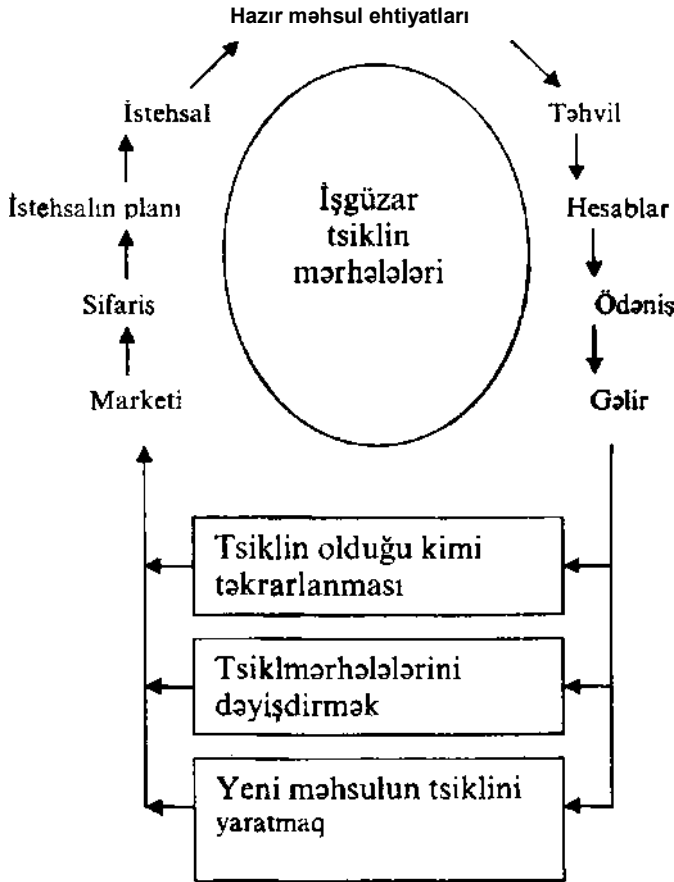 Hazır məhsul ehtiyatları
İstehsal
Təhvil
İstehsalın planı
Hesablar
İşgüzar
tsiklin
mərhələləri
Sifaris
Ödəniş
Marketi
Gəlir
Tsiklin olduğu kimi
təkrarlanması
Tsiklmərhələlərini
dəyişdirmək
Yeni məhsulun tsiklini
yaratmaq